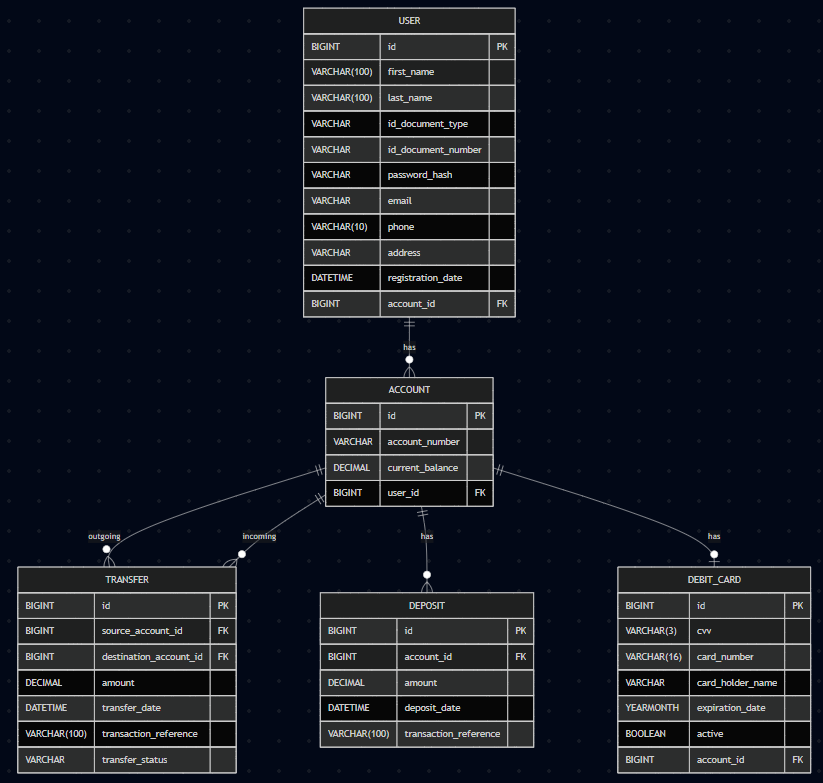 USER
BIGINT id PK
VARCHAR(100) first_name
VARCHAR(100) last_name
VARCHAR id_document_type
VARCHAR id_document_number
VARCHAR password_hash
VARCHAR email
VARCHAR(10) phone
VARCHAR address
DATETIME registration_date
BIGINT account_id FK
has
ACCOUNT
BIGINT id PK
VARCHAR account_number
DECIMAL current_balance
BIGINT user_id FK
outgoing
incoming
has
has
TRANSFER
BIGINT id PK
BIGINT source_account_id FK
BIGINT destination_account_id FK
DECIMAL amount
DATETIME transfer_date
VARCHAR(100) transaction_reference
VARCHAR transfer_status
DEPOSIT
BIGINT id PK
BIGINT account_id FK
DECIMAL amount
DATETIME deposit_date
VARCHAR(100) transaction_reference
DEBIT_CARD
BIGINT id PK
VARCHAR(3) cvv
VARCHAR(16) card_number
VARCHAR card_holder_name
YEARMONTH expiration_date
BOOLEAN active
BIGINT account_id FK